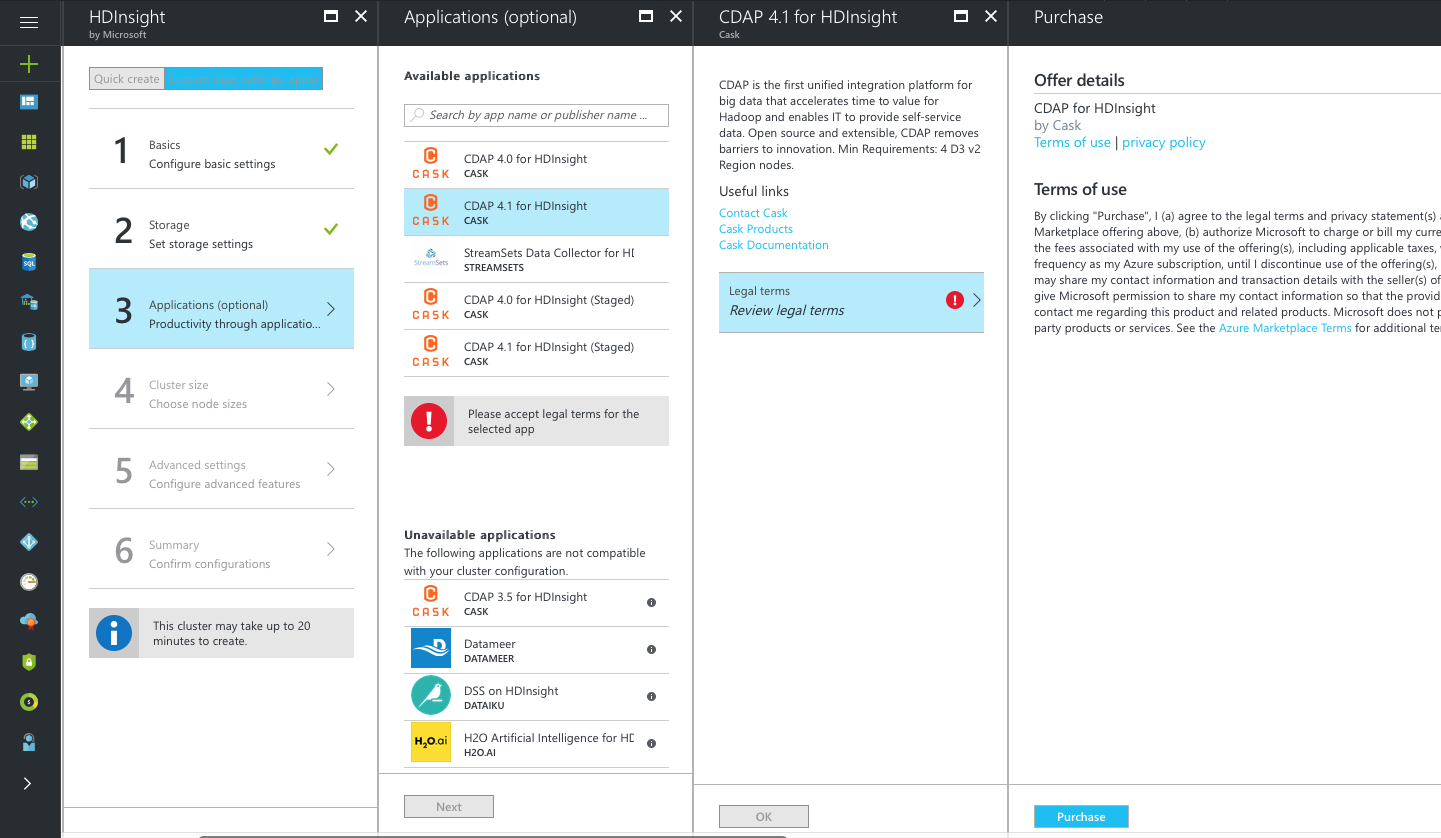 HDInsight
by Microsoft
Quick create
1
Basics
Configure basic settings
2
Storage
Set storage settings
3
Applications (optional)
Productivity through applicatio...
4
Cluster size
Choose node sizes
5
Advanced settings
Configure advanced features
6
Summary
Confirm configurations
This cluster may take up to 20
minutes to create.
Applications (optional)
Available applications
Search by app name or publisher name ...
CASK
CDAP 4.0 for HDInsight
CASK
CASK
CDAP 4.1 for HDInsight
CASK
StreamSets
StreamSets Data Collector for HD
STREAMSETS
CASK
CDAP 4.0 for HDInsight (Staged)
CASK
CASK
CDAP 4.1 for HDInsight (Staged)
CASK
Please accept legal terms for the
selected app
Unavailable applications
The following applications are not compatible
with your cluster configuration.
CASK
CDAP 3.5 for HDInsight
CASK
Datameer
DATAMEER
DSS on HDInsight
DATAIKU
H2O.ai
H2O Artificial Intelligence for HD
H2O.AI
Next
CDAP 4.1 for HDInsight
Cask
CDAP is the first unified integration platform for
big data that accelerates time to value for
Hadoop and enables IT to provide self-service
data. Open source and extensible, CDAP removes
barriers to innovation. Min Requirements: 4 D3 v2
Region nodes.
Useful links
Contact Cask
Cask Products
Cask Documentation
Legal terms
Review legal terms
OK
Purchase
Offer details
CDAP for HDInsight
by Cask
Terms of use | privacy policy
Terms of use
By clicking "Purchase", I (a) agree to the legal terms and privacy statement(s)
Marketplace offering above, (b) authorize Microsoft to charge or bill my curre
the fees associated with my use of the offering(s), including applicable taxes,
frequency as my Azure subscription, until I discontinue use of the offering(s),
may share my contact information and transaction details with the seller(s) of
give Microsoft permission to share my contact information so that the provid
contact me regarding this product and related products. Microsoft does not p
party products or services. See the Azure Marketplace Terms for additional te
Purchase
SQL